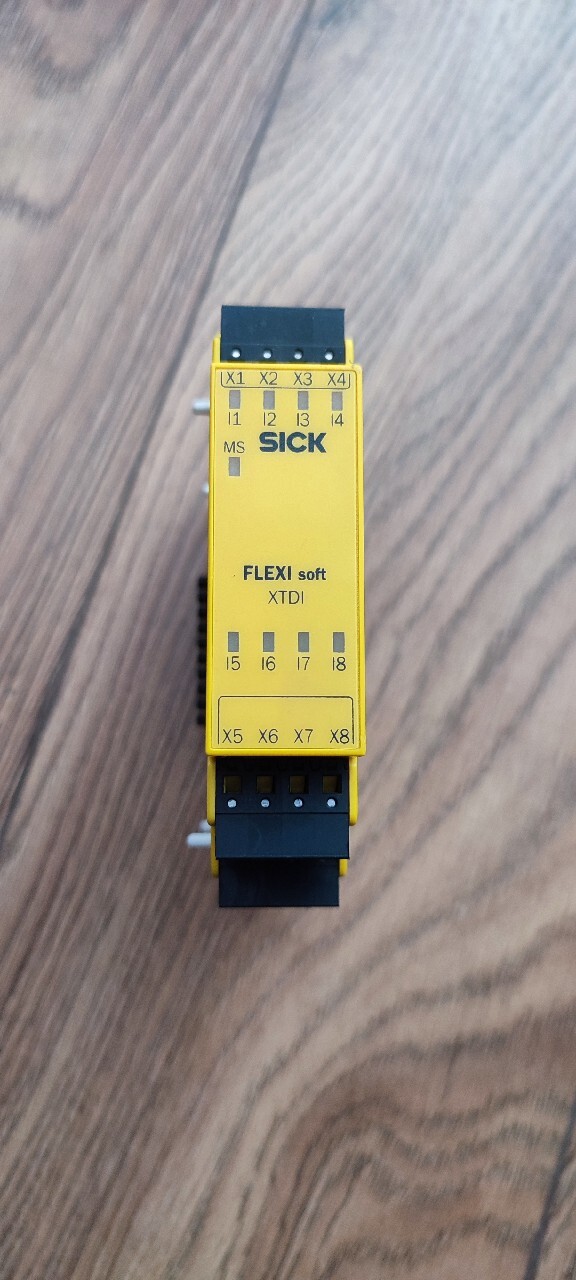 X1 X2 X3 X4
I1 I2 I3 I4
MS SICK
FLEXI soft
XTDI
I5 I6 I7 I8
X5 X6 X7 X8